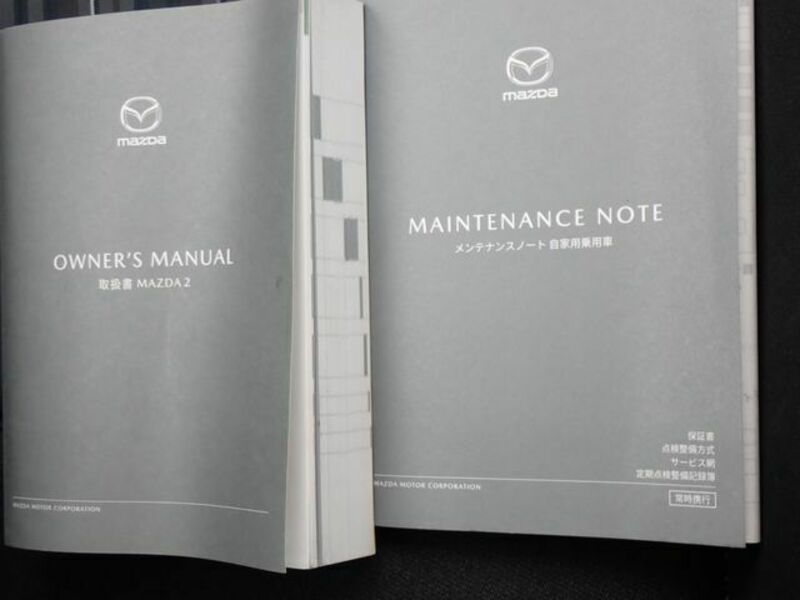 mazda
OWNER'S MANUAL
取扱書 MAZDA2
MAZDA MOTOR CORPORATION
mazda
MAINTENANCE NOTE
メンテナンスノート 自家用乗用車
保証書
点検整備方式
サービス網
定期点検整備記録簿
常時携行
MAZDA MOTOR CORPORATION